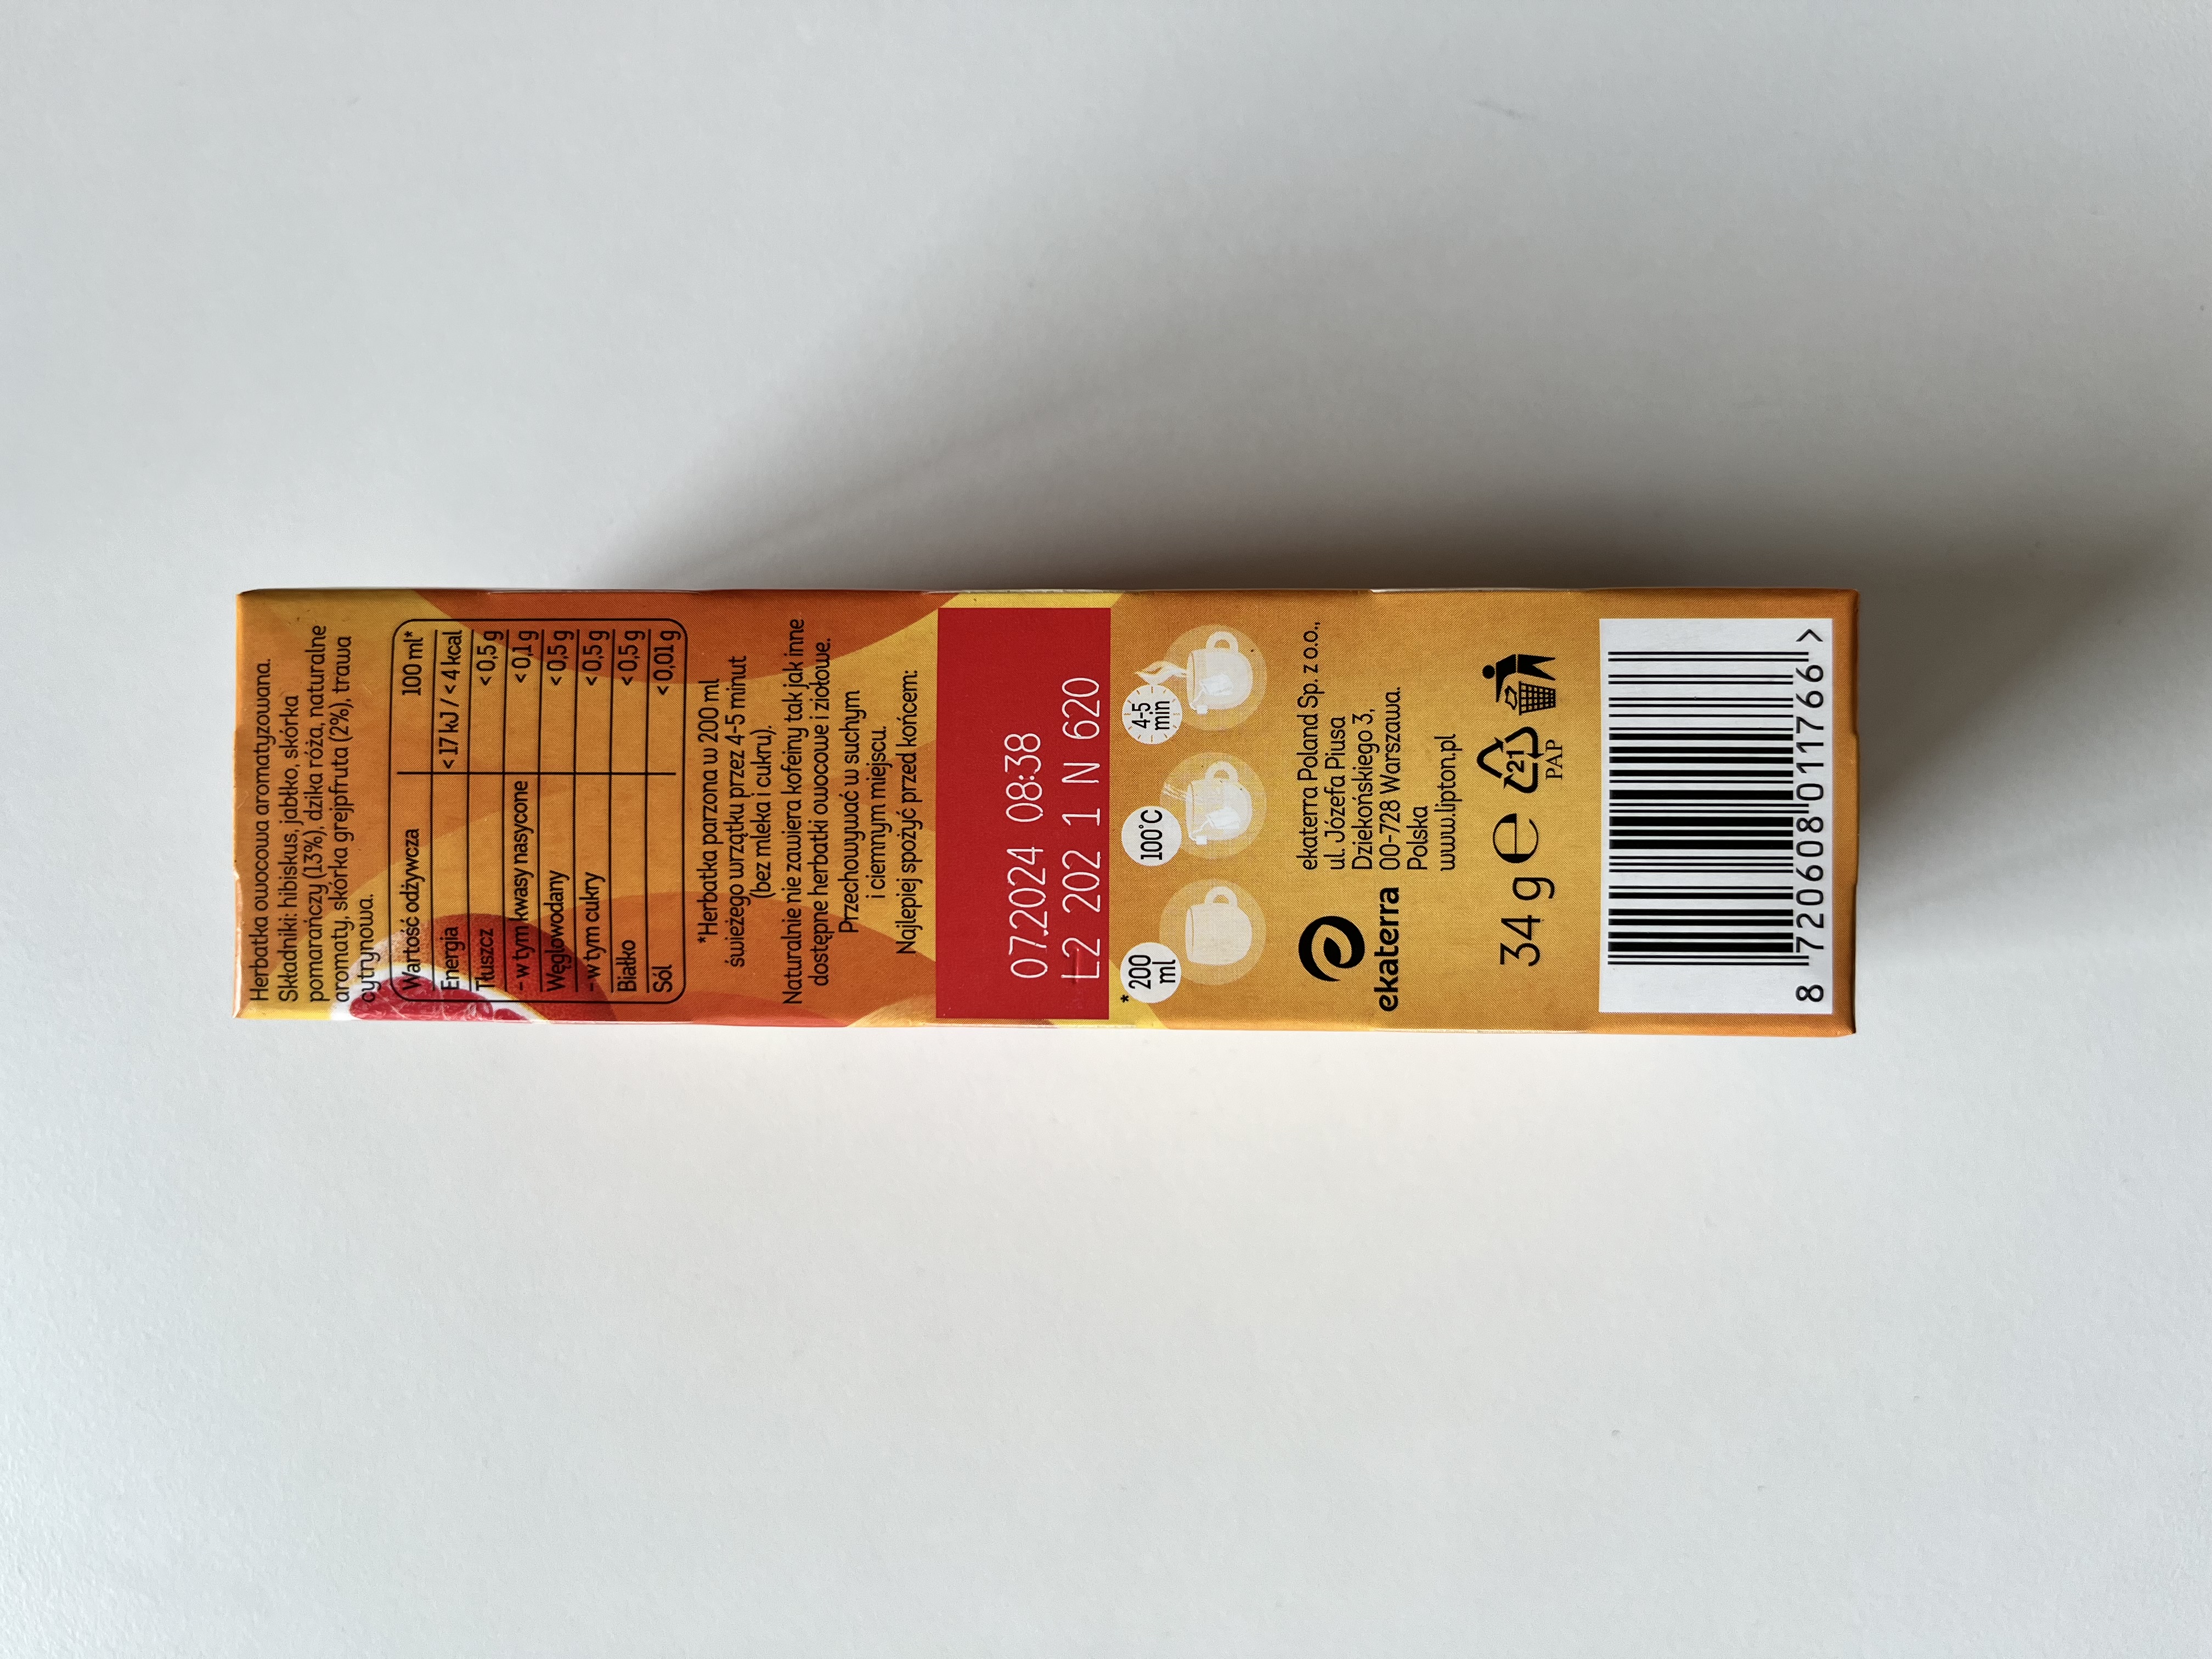 Herbatka owocowa aromatyzowana.
Składniki: hibiskus, jabłko, skórka
pomarańczy (13%), dzika róża, naturalne
aromaty, skórka grejpfruta (2%), trawa
cytrynowa.
Wartość odżywcza 100 ml*
Energia <17 kJ / < 4 kcal
Tłuszcz < 0,5 g
- w tym kwasy nasycone < 0,1 g
Węglowodany < 0,5 g
- w tym cukry < 0,5 g
Białko < 0,5 g
Sól < 0,01 g
*Herbatka parzona w 200 ml
świeżego wrzątku przez 4-5 minut
(bez mleka i cukru).
Naturalnie nie zawiera kofeiny tak jak inne
dostępne herbatki owocowe i ziołowe.
Przechowywać w suchym
i ciemnym miejscu.
Najlepiej spożyć przed końcem:
07.2024 08:38
L2 202 1 N 620
* 200
ml
100°C
4-5
min
ekaterra
ekaterra Poland Sp. z o.o.,
ul. Józefa Piusa
Dziekońskiego 3,
00-728 Warszawa.
Polska
www.lipton.pl
34 g e
21
PAP
8 720608 011766 >